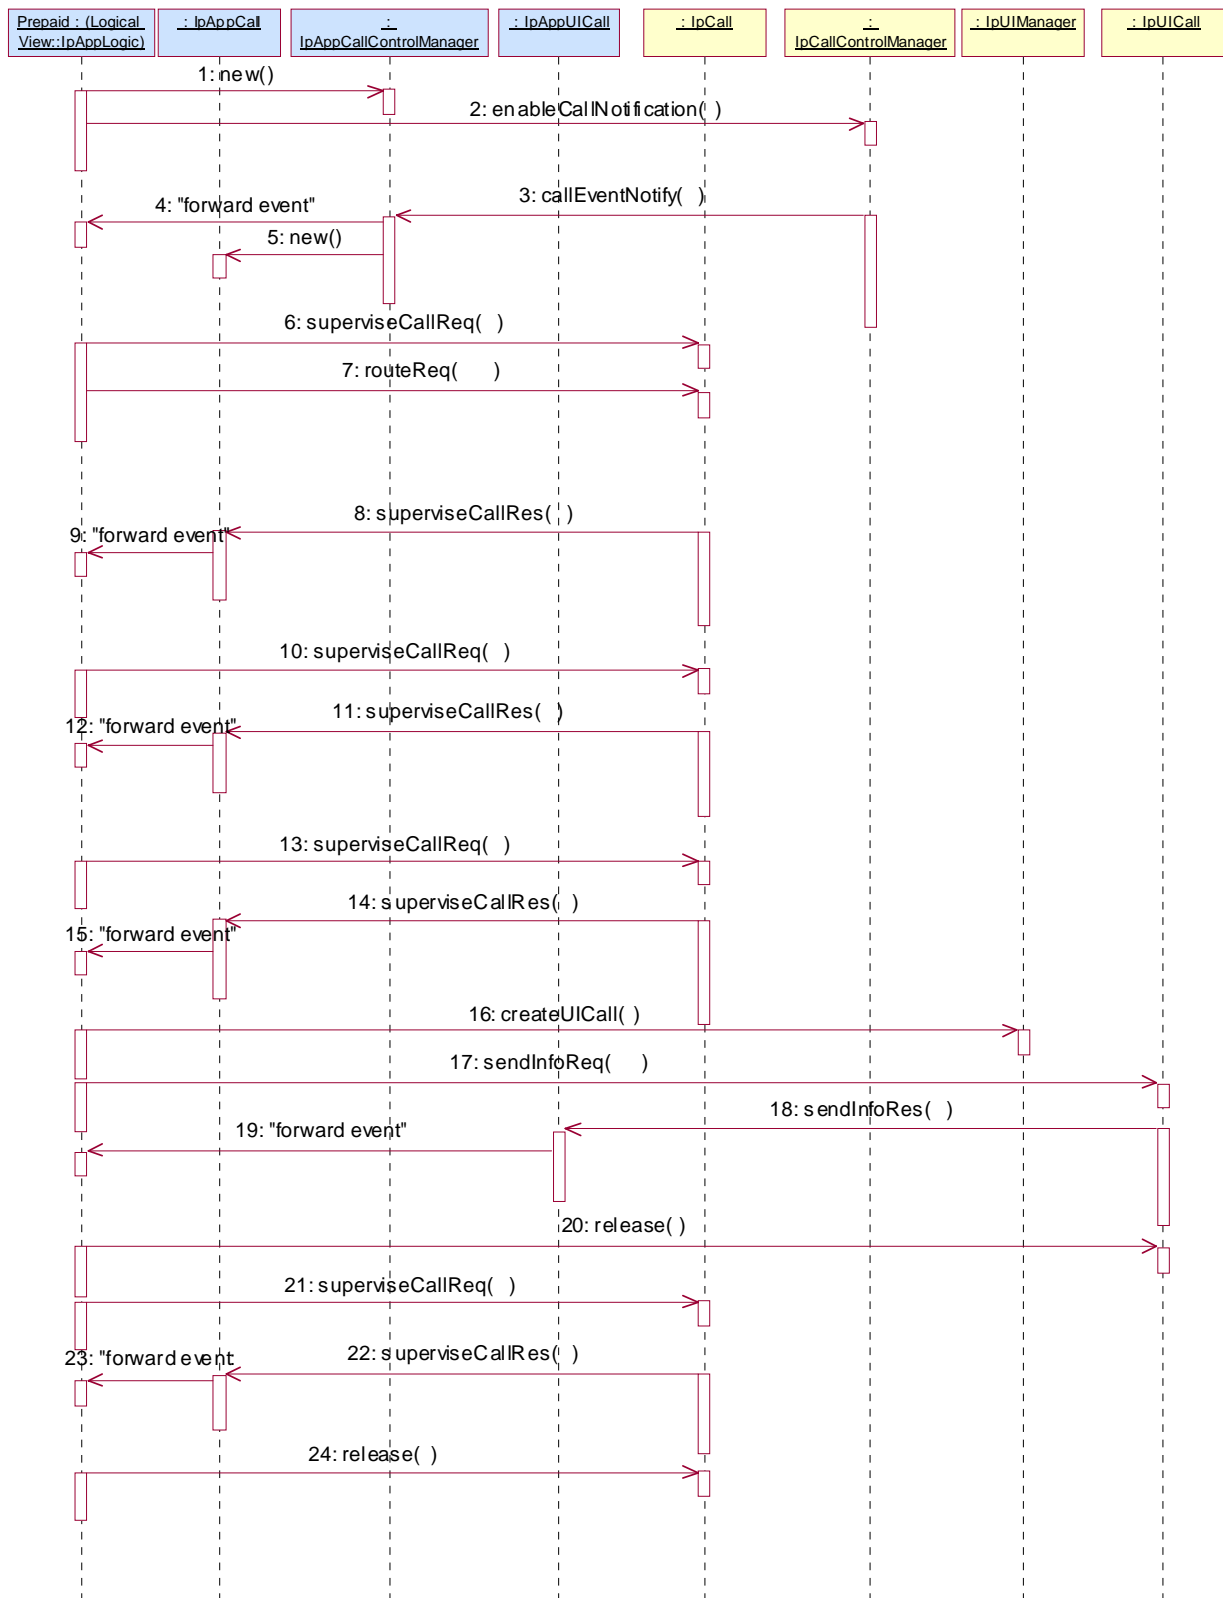 Prepaid : (Logical View::IpAppLogic)
: IpAppCall
: IpAppCallControlManager
: IpAppUICall
: IpCall
: IpCallControlManager
: IpUIManager
: IpUICall
1: new()
2: enableCallNotification( )
3: callEventNotify( )
4: "forward event"
5: new()
6: superviseCallReq( )
7: routeReq( )
8: superviseCallRes( )
9: "forward event"
10: superviseCallReq( )
11: superviseCallRes( )
12: "forward event"
13: superviseCallReq( )
14: superviseCallRes( )
15: "forward event"
16: createUICall( )
17: sendInfoReq( )
18: sendInfoRes( )
19: "forward event"
20: release( )
21: superviseCallReq( )
22: superviseCallRes( )
23: "forward event
24: release( )